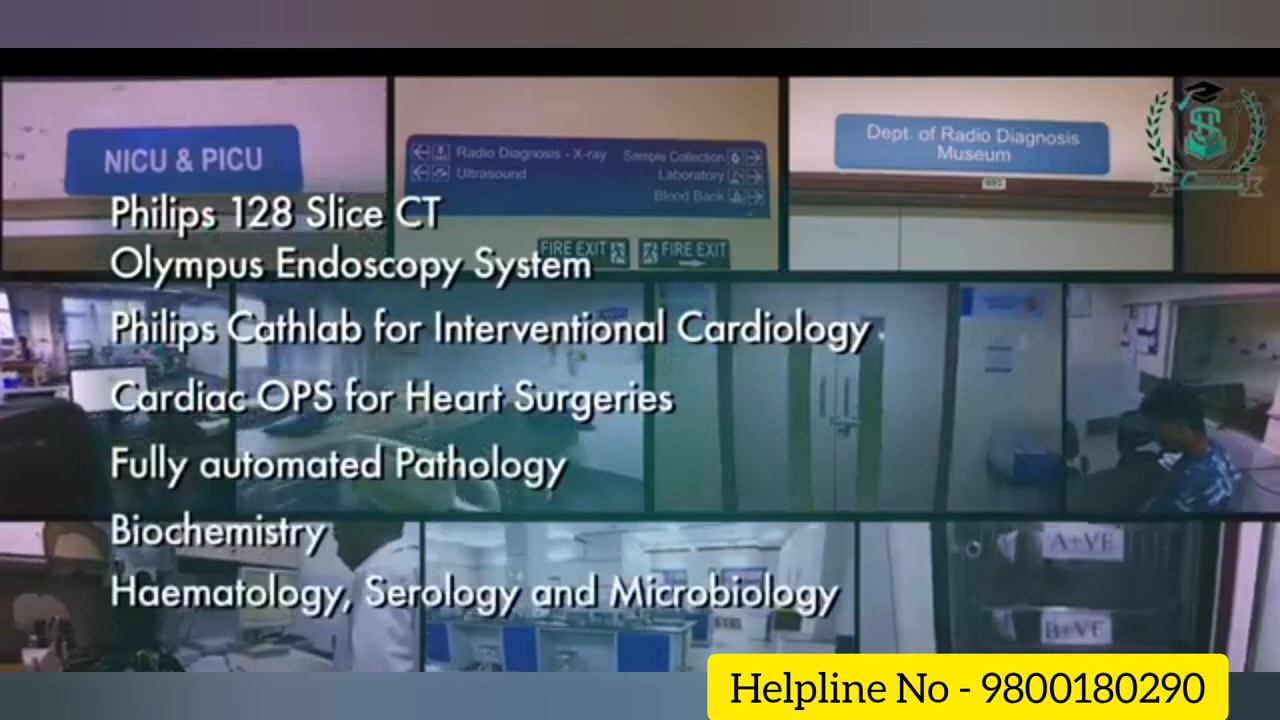 NICU & PICU
Radio Diagnosis - X-ray
Ultrasound
Sample Collection
Laboratory
Blood Bank
FIRE EXIT
FIRE EXIT
Dept. of Radio Diagnosis
Museum
Philips 128 Slice CT
Olympus Endoscopy System
Philips Cathlab for Interventional Cardiology
Cardiac OPS for Heart Surgeries
Fully automated Pathology
Biochemistry
Haematology, Serology and Microbiology
A+VE
B+VE
Helpline No - 9800180290